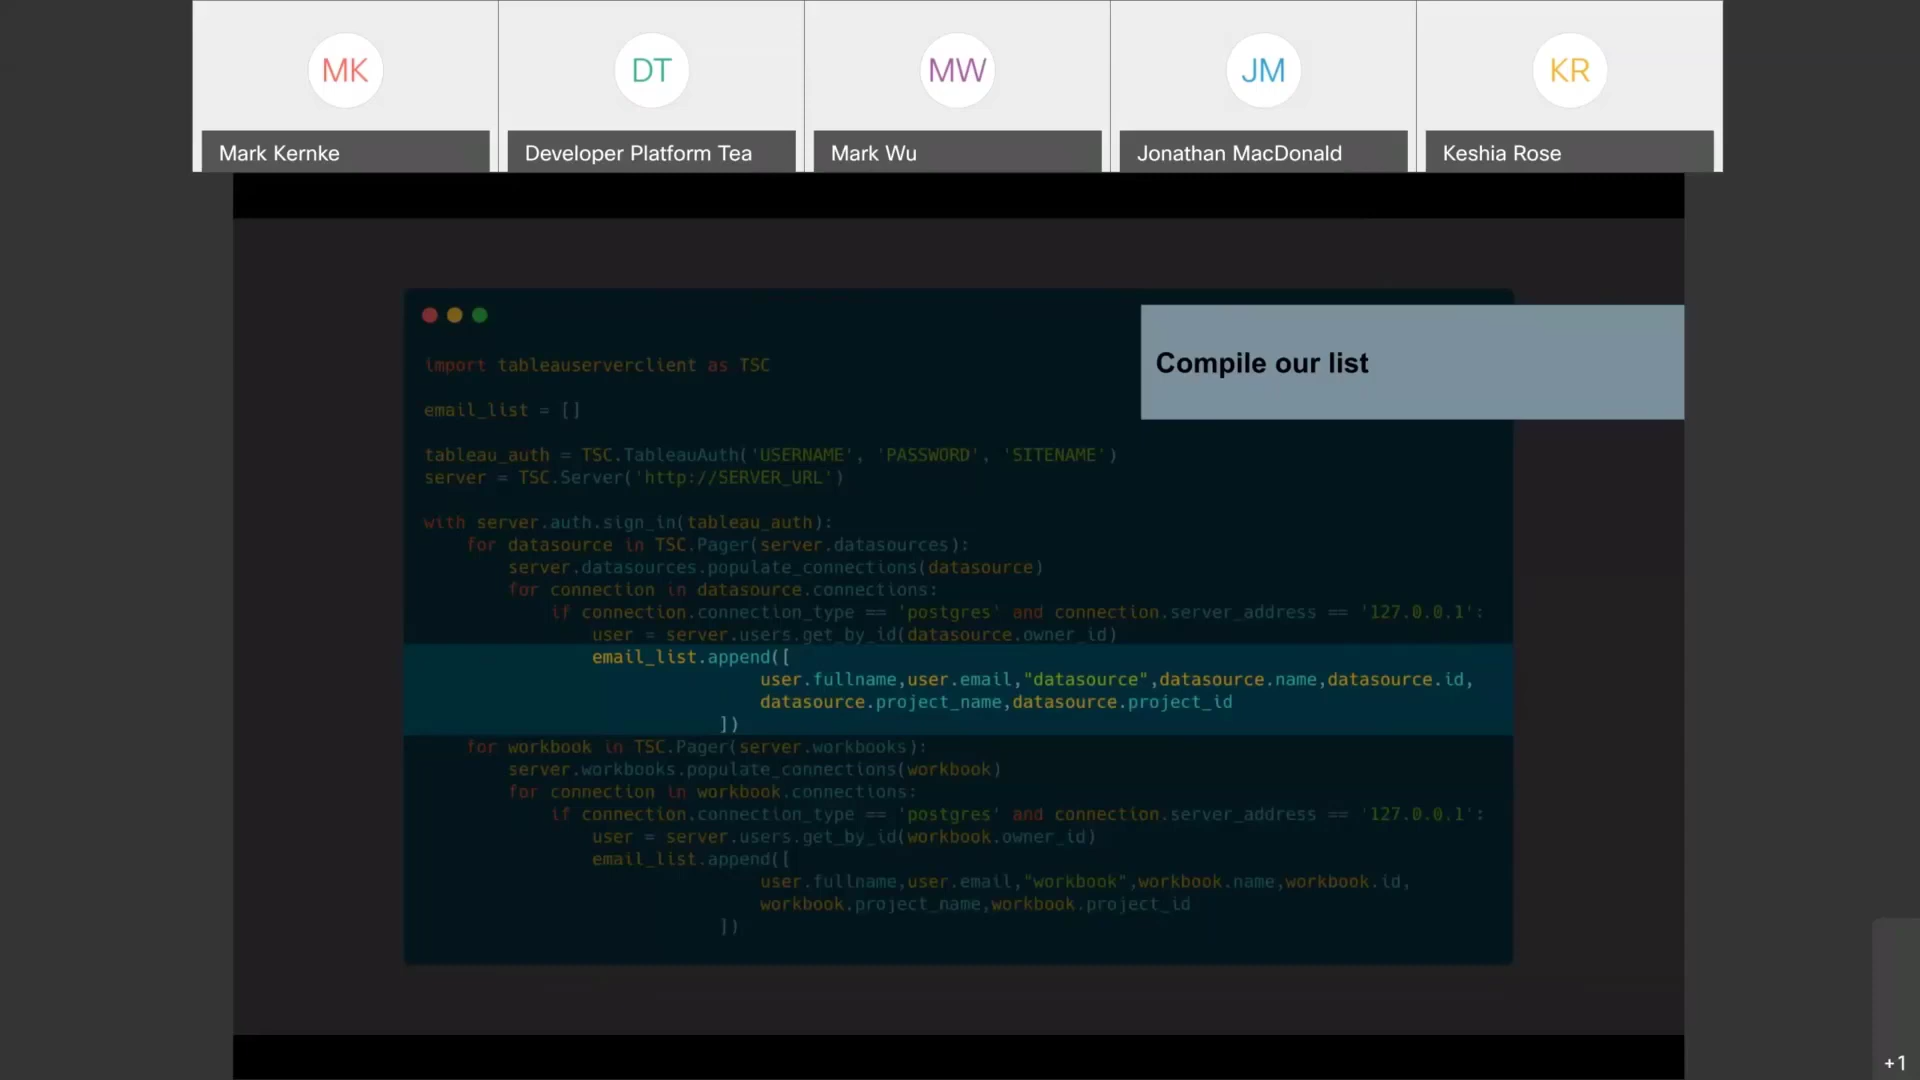 MK
DT
MW
JM
KR
Mark Kernke
Developer Platform Tea
Mark Wu
Jonathan MacDonald
Keshia Rose
Compile our list
import tableauserverclient as TSC
email_list = []
tableau_auth = TSC.TableauAuth('USERNAME', 'PASSWORD', 'SITENAME')
server = TSC.Server('http://SERVER_URL')
with server.auth.sign_in(tableau_auth):
for datasource in TSC.Pager(server.datasources):
server.datasources.populate_connections(datasource)
for connection in datasource.connections:
if connection.connection_type == 'postgres' and connection.server_address == '127.0.0.1':
user = server.users.get_by_id(datasource.owner_id)
email_list.append([
user.fullname,user.email,"datasource",datasource.name,datasource.id,
datasource.project_name,datasource.project_id
])
for workbook in TSC.Pager(server.workbooks):
server.workbooks.populate_connections(workbook)
for connection in workbook.connections:
if connection.connection_type == 'postgres' and connection.server_address == '127.0.0.1':
user = server.users.get_by_id(workbook.owner_id)
email_list.append([
user.fullname,user.email,"workbook",workbook.name,workbook.id,
workbook.project_name,workbook.project_id
])
+1